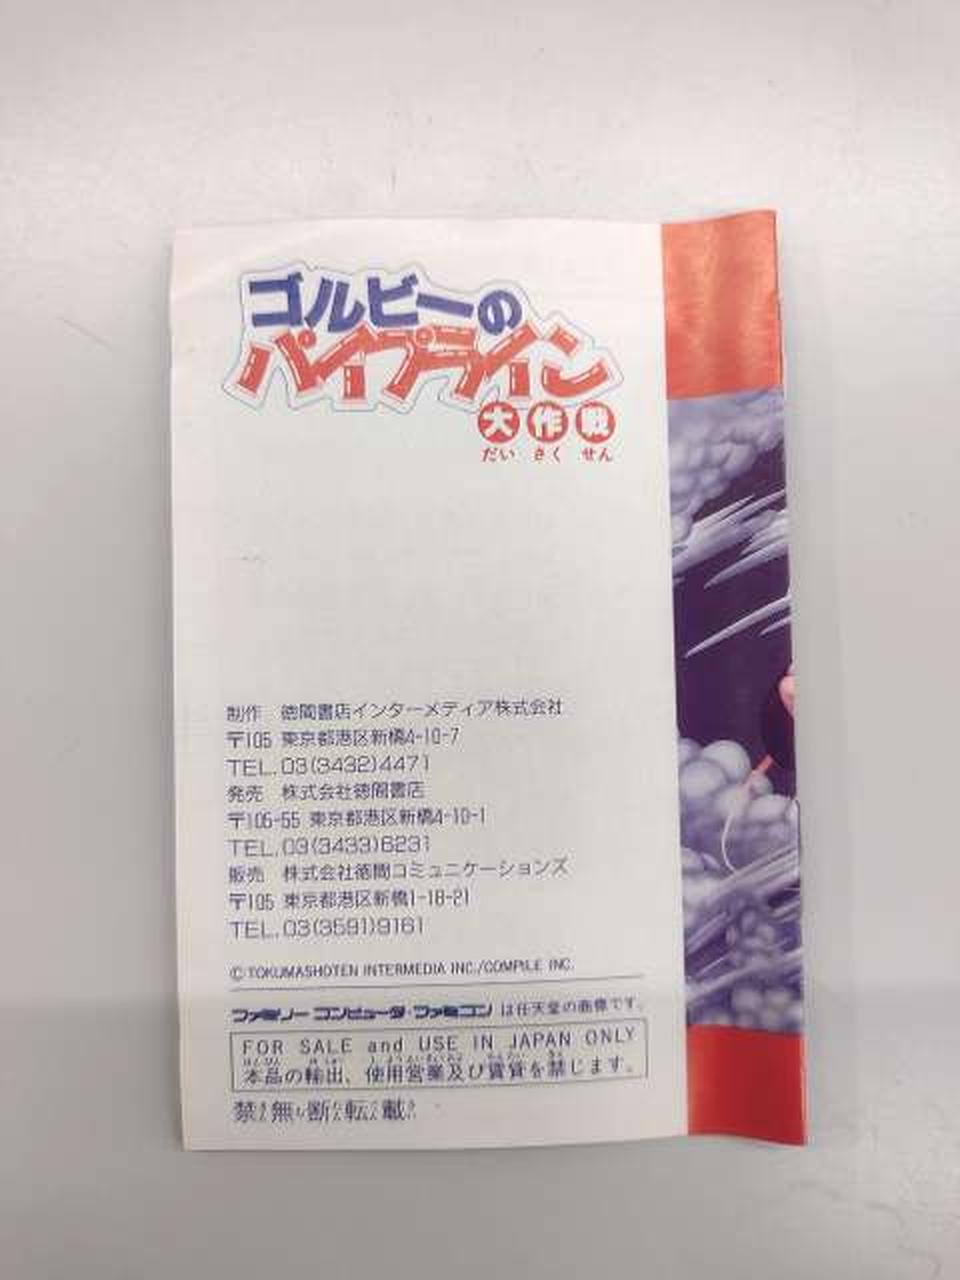 ゴルビーの
パイプライン
大作戦
だい さく せん
制作 徳間書店インターメディア株式会社
〒105 東京都港区新橋4-10-7
TEL.03(3432)4471
発売 株式会社徳間書店
〒105-55 東京都港区新橋4-10-1
TEL.03(3433)6231
販売 株式会社徳間コミュニケーションズ
〒105 東京都港区新橋1-18-21
TEL.03(3591)9161
©TOKUMASHOTEN INTERMEDIA INC./COMPILE INC.
ファミリーコンピュータ・ファミコン は任天堂の商標です。
FOR SALE and USE IN JAPAN ONLY
本品の輸出、使用営業及び賃貸を禁じます。
禁無断転載